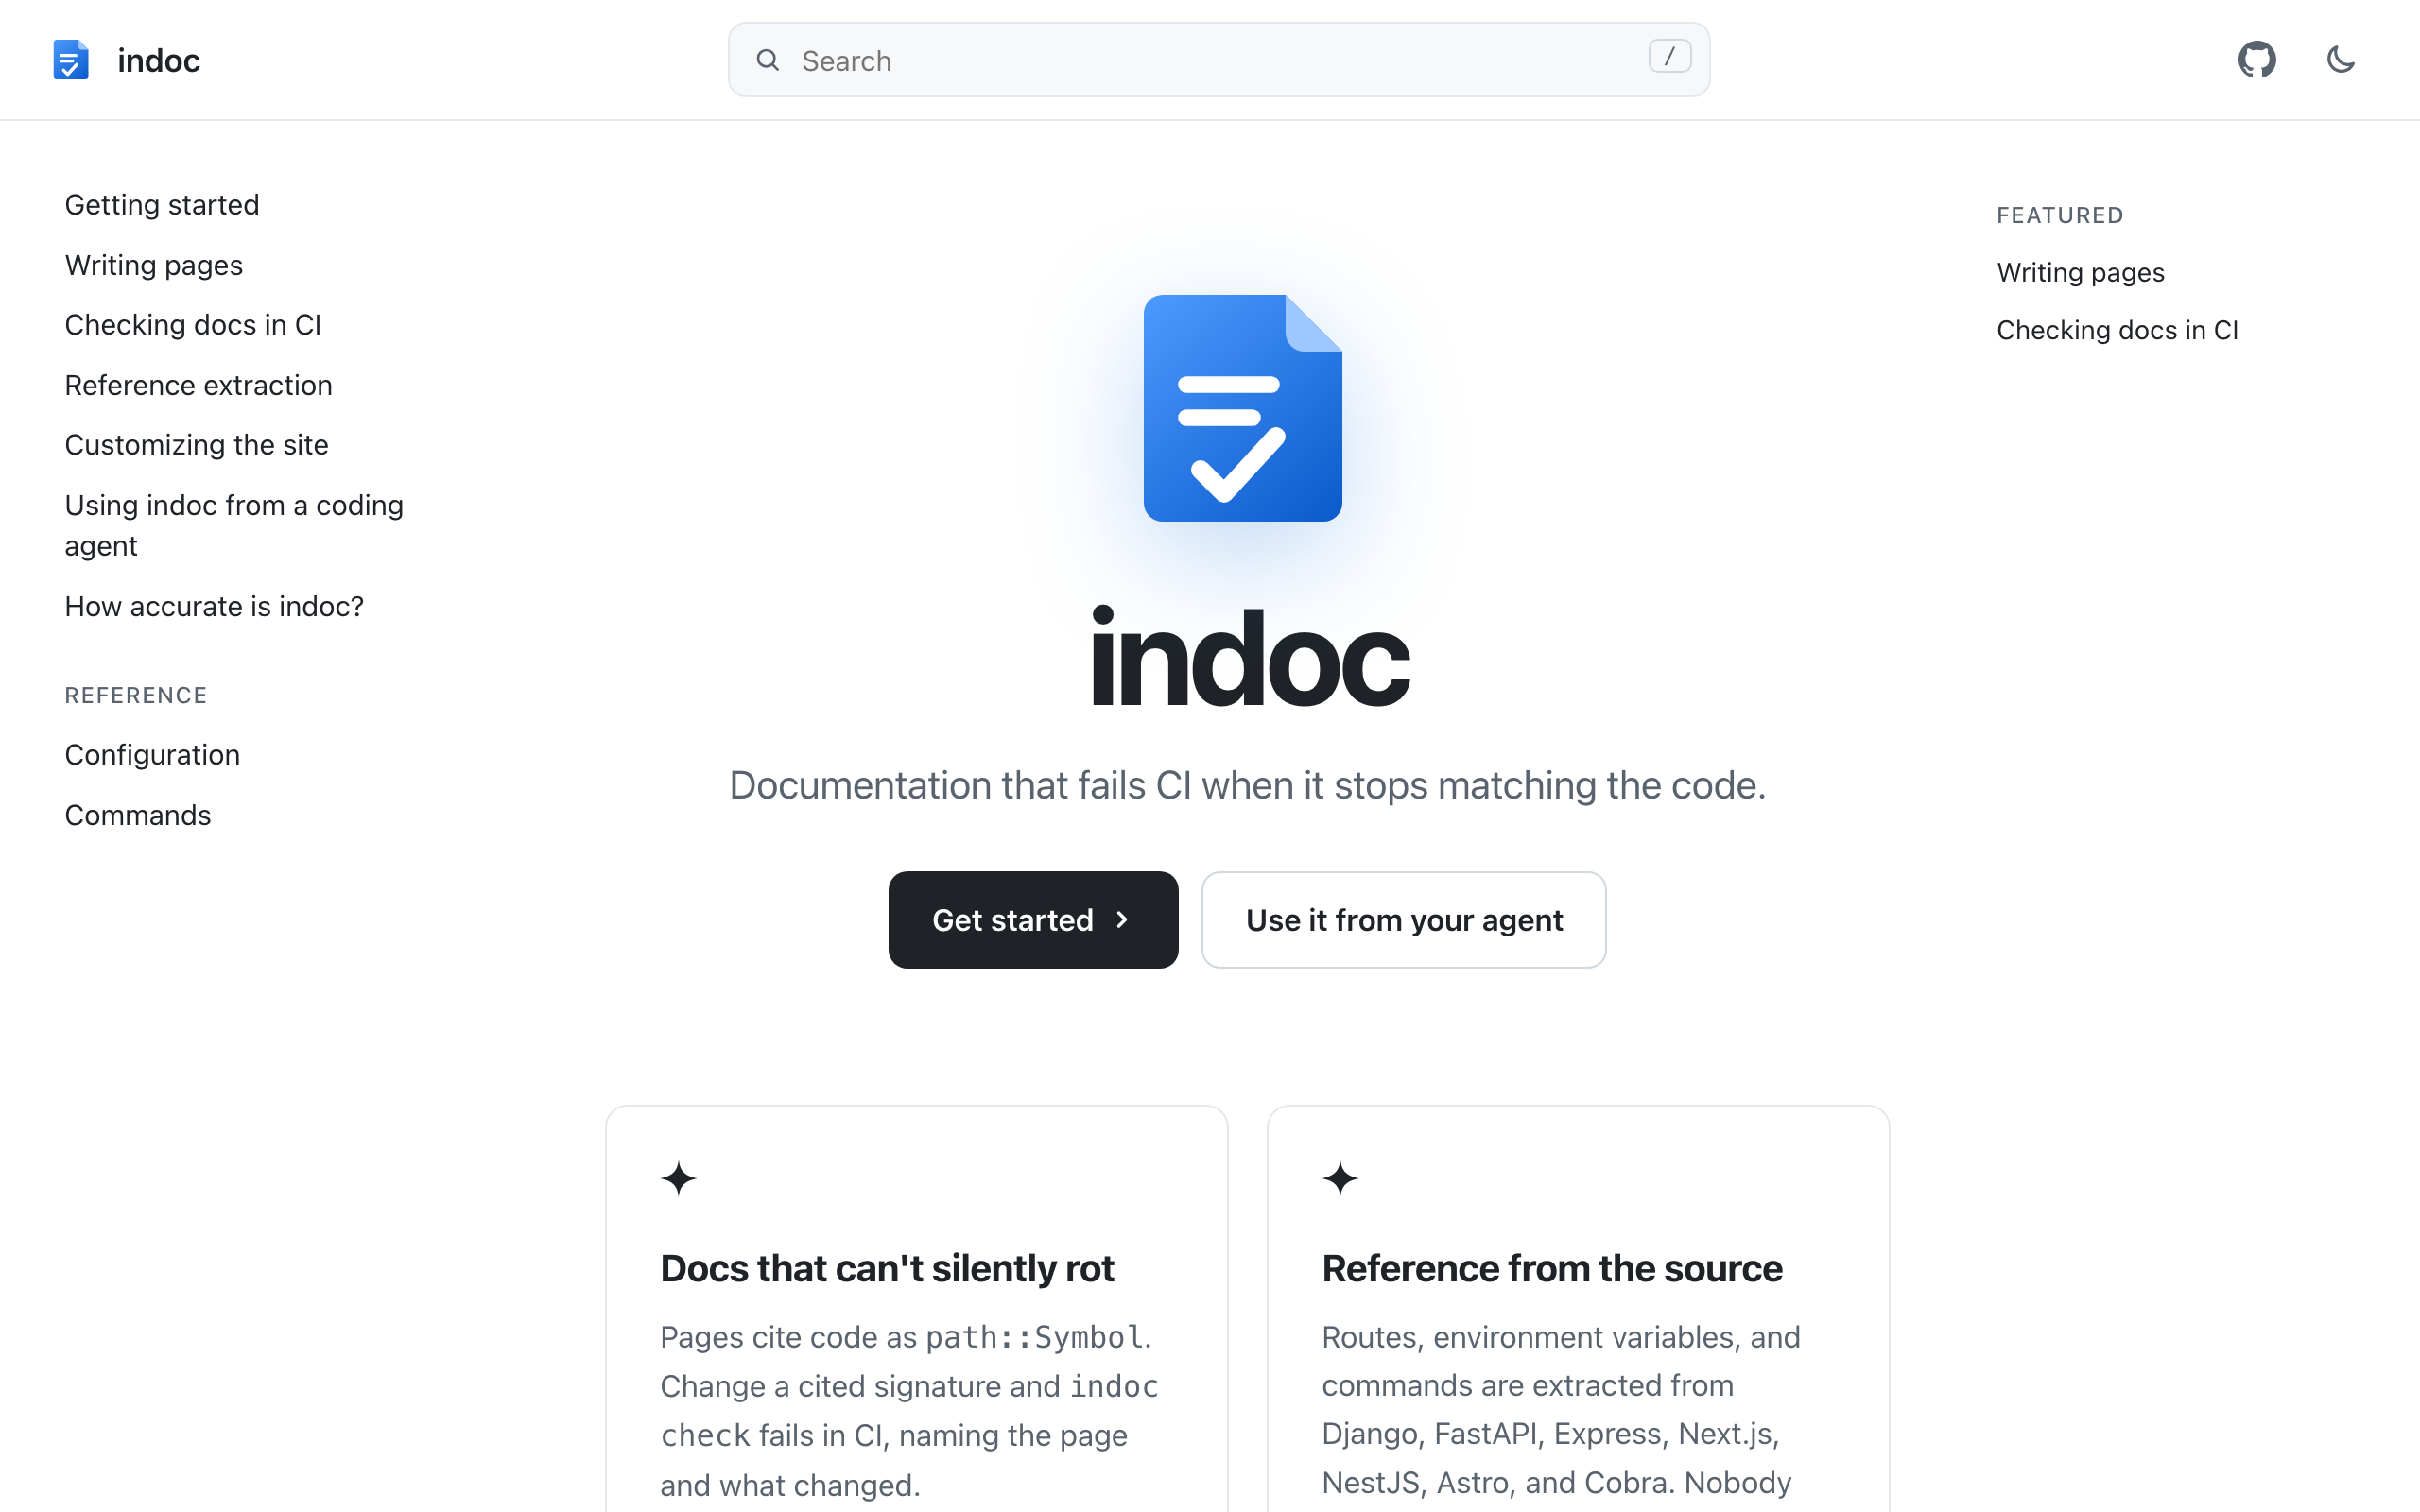 indoc
Search
/
Getting started
Writing pages
Checking docs in CI
Reference extraction
Customizing the site
Using indoc from a coding
agent
How accurate is indoc?
REFERENCE
Configuration
Commands
indoc
Documentation that fails CI when it stops matching the code.
Get started
Use it from your agent
Docs that can't silently rot
Pages cite code as path::Symbol.
Change a cited signature and indoc
check fails in CI, naming the page
and what changed.
Reference from the source
Routes, environment variables, and
commands are extracted from
Django, FastAPI, Express, Next.js,
NestJS, Astro, and Cobra. Nobody
FEATURED
Writing pages
Checking docs in CI